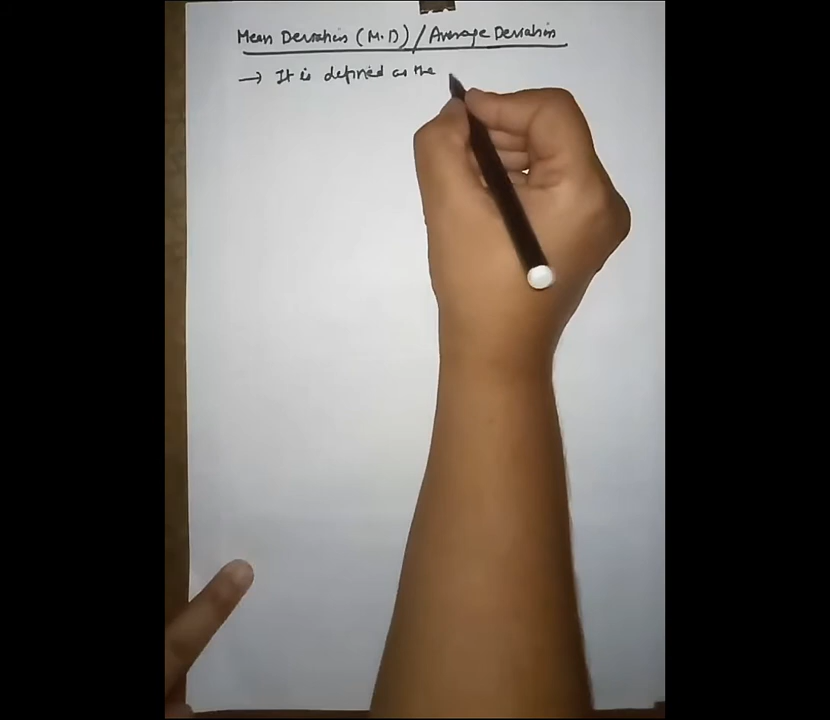 Mean Deviation (M.D) / Average Deviation
→ It is defined as the